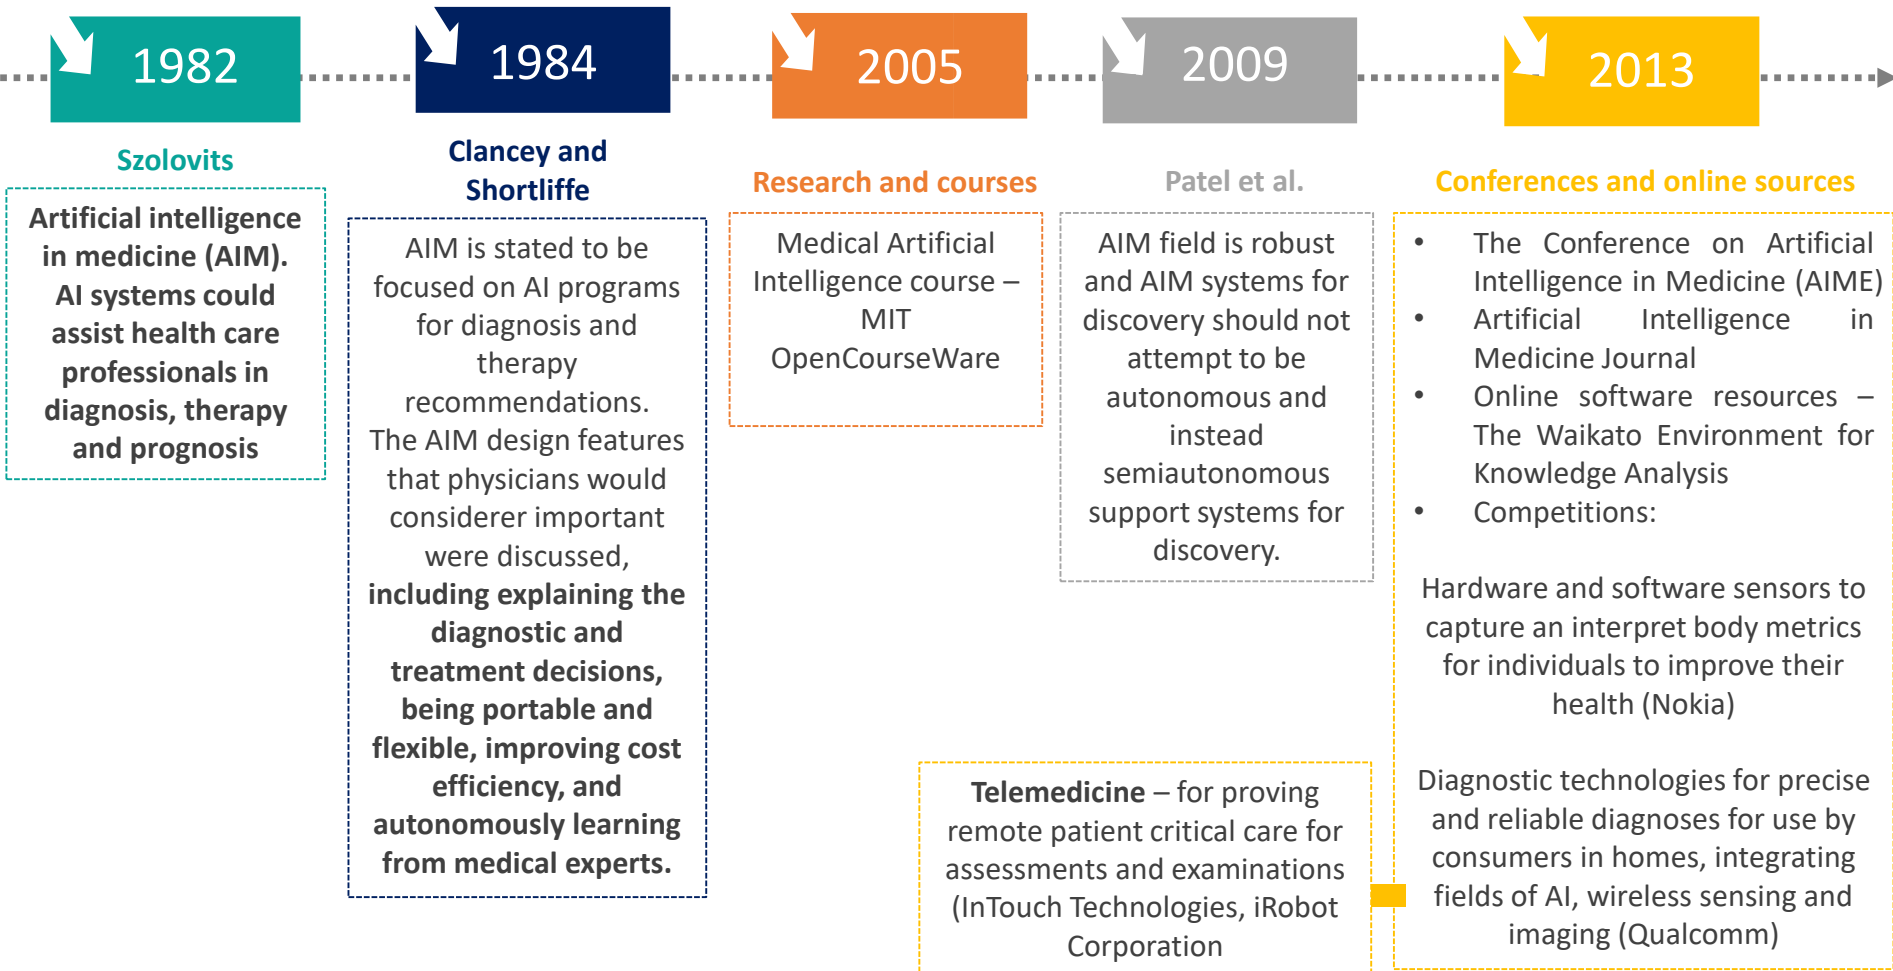 1982
Szolovits
Artificial intelligence
in medicine (AIM).
AI systems could
assist health care
professionals in
diagnosis, therapy
and prognosis
1984
Clancey and
Shortliffe
AIM is stated to be
focused on AI programs
for diagnosis and
therapy
recommendations.
The AIM design features
that physicians would
considerer important
were discussed,
including explaining the
diagnostic and
treatment decisions,
being portable and
flexible, improving cost
efficiency, and
autonomously learning
from medical experts.
2005
Research and courses
Medical Artificial
Intelligence course –
MIT
OpenCourseWare
2009
Patel et al.
AIM field is robust
and AIM systems for
discovery should not
attempt to be
autonomous and
instead
semiautonomous
support systems for
discovery.
2013
Conferences and online sources
• The Conference on Artificial
Intelligence in Medicine (AIME)
• Artificial Intelligence in
Medicine Journal
• Online software resources –
The Waikato Environment for
Knowledge Analysis
• Competitions:
Hardware and software sensors to
capture an interpret body metrics
for individuals to improve their
health (Nokia)
Diagnostic technologies for precise
and reliable diagnoses for use by
consumers in homes, integrating
fields of AI, wireless sensing and
imaging (Qualcomm)
Telemedicine – for proving
remote patient critical care for
assessments and examinations
(InTouch Technologies, iRobot
Corporation